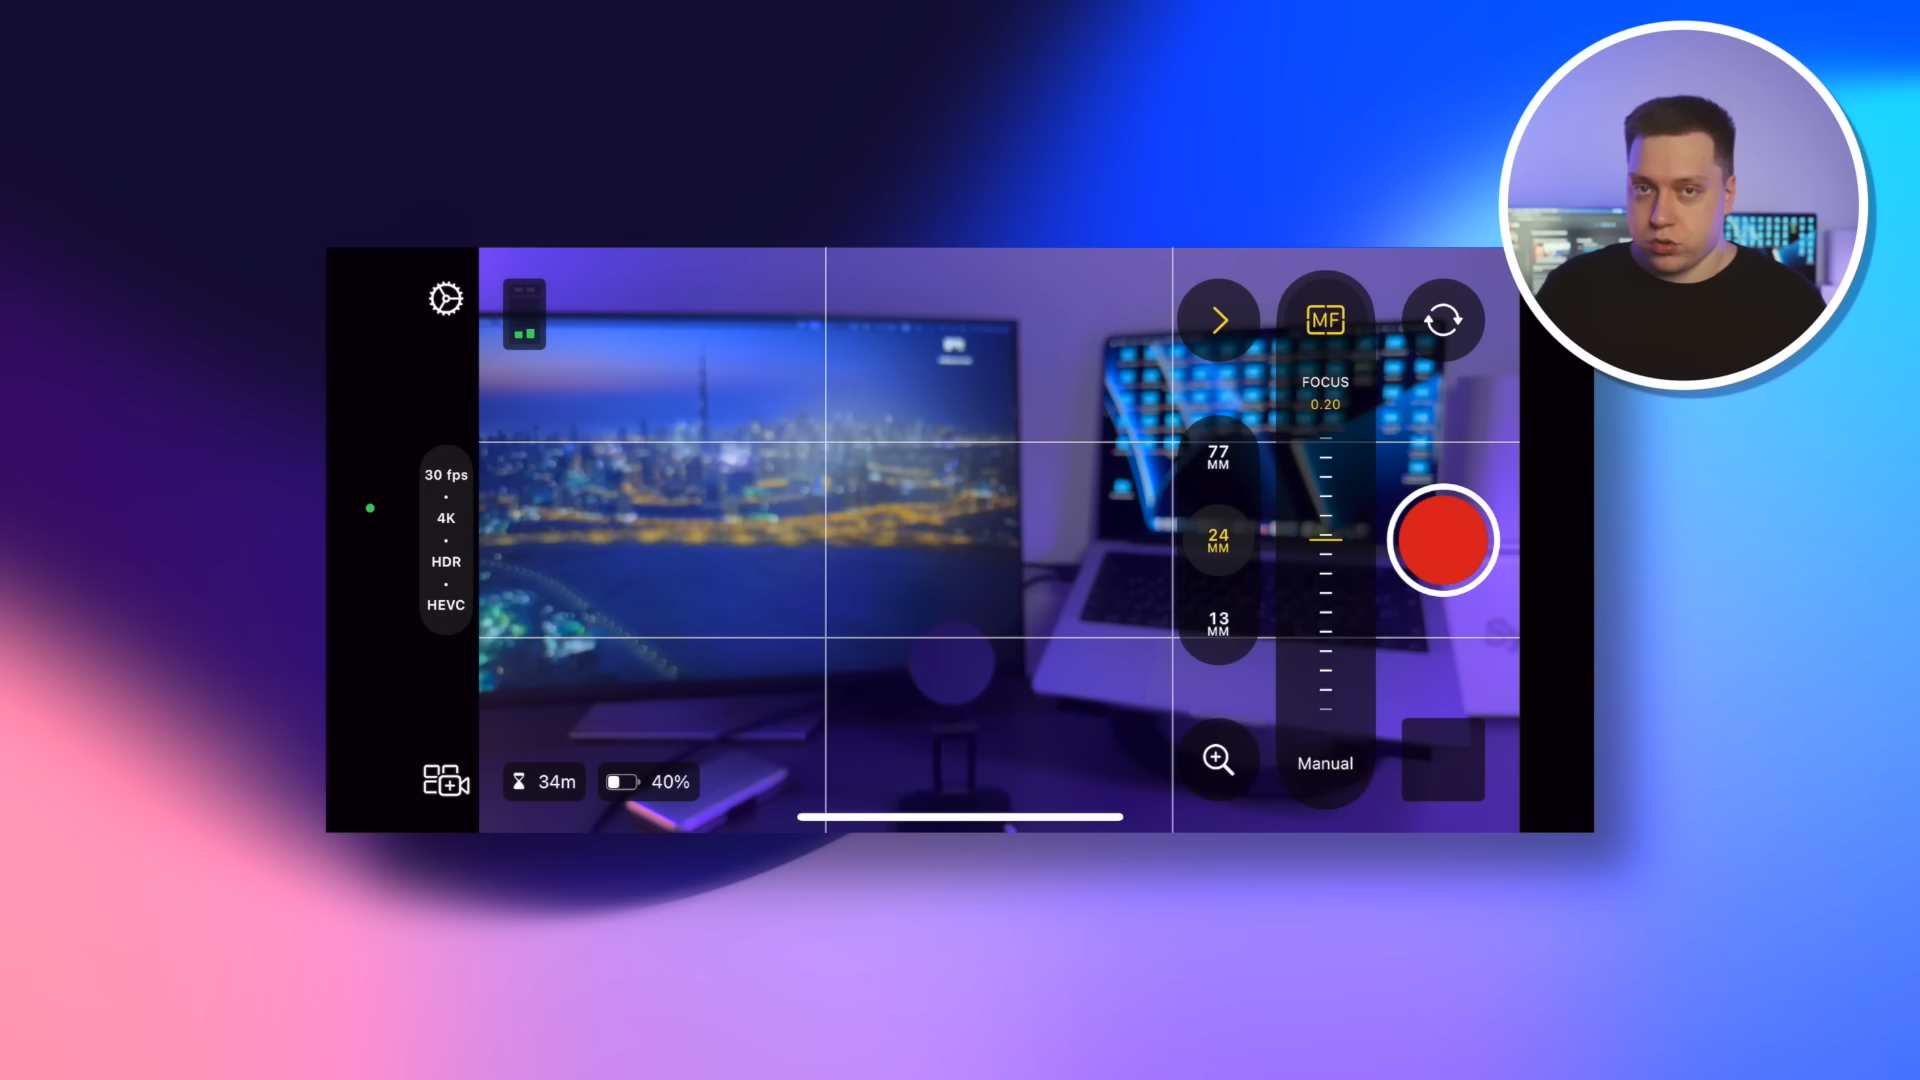 30 fps
4K
HDR
HEVC
34m
40%
77
MM
24
MM
13
MM
MF
FOCUS
0.20
Manual